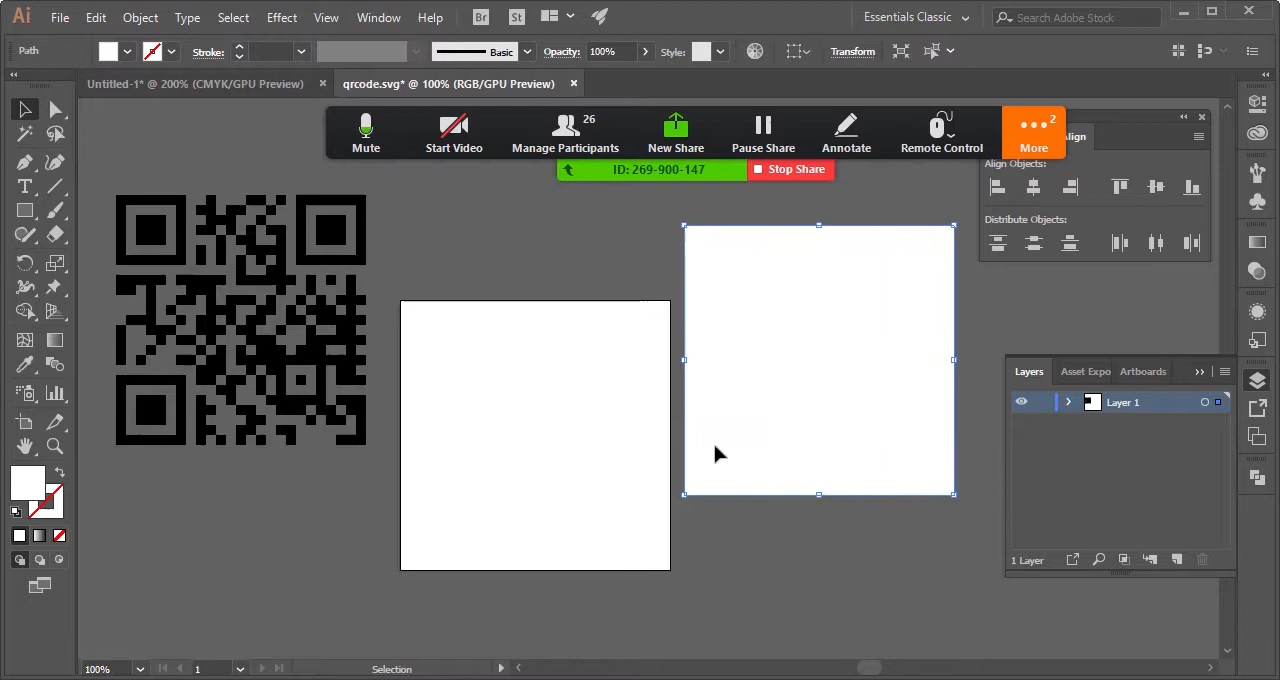 Ai File Edit Object Type Select Effect View Window Help Br St Essentials Classic Search Adobe Stock
Path Stroke: Basic Opacity: 100% Style: Transform
Untitled-1* @ 200% (CMYK/GPU Preview) qrcode.svg* @ 100% (RGB/GPU Preview)
26
2
Mute Start Video Manage Participants New Share Pause Share Annotate Remote Control More
Align
ID: 269-900-147 Stop Share
Align Objects:
Distribute Objects:
Layers Asset Expo Artboards
Layer 1
1 Layer
100% 1 Selection